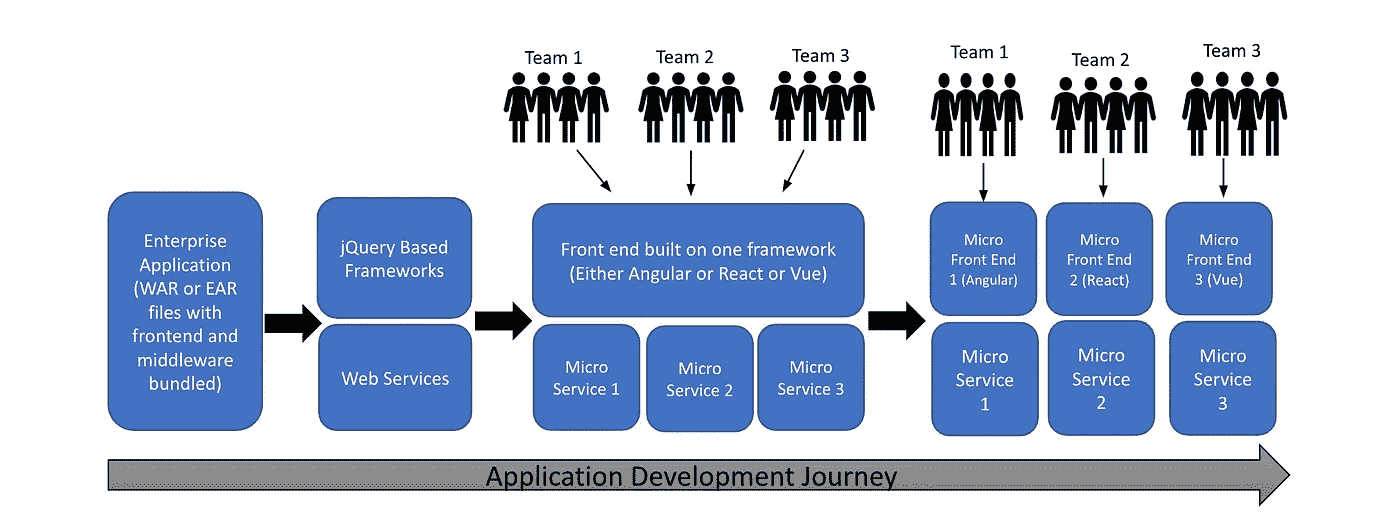 Team 1
Team 2
Team 3
Team 1
Team 2
Team 3
Enterprise
Application
(WAR or EAR
files with
frontend and
middleware
bundled)
jQuery Based
Frameworks
Web Services
Front end built on one framework
(Either Angular or React or Vue)
Micro
Service 1
Micro
Service 2
Micro
Service 3
Micro
Front End
1 (Angular)
Micro
Front End
2 (React)
Micro
Front End
3 (Vue)
Micro
Service
1
Micro
Service
2
Micro
Service
3
Application Development Journey